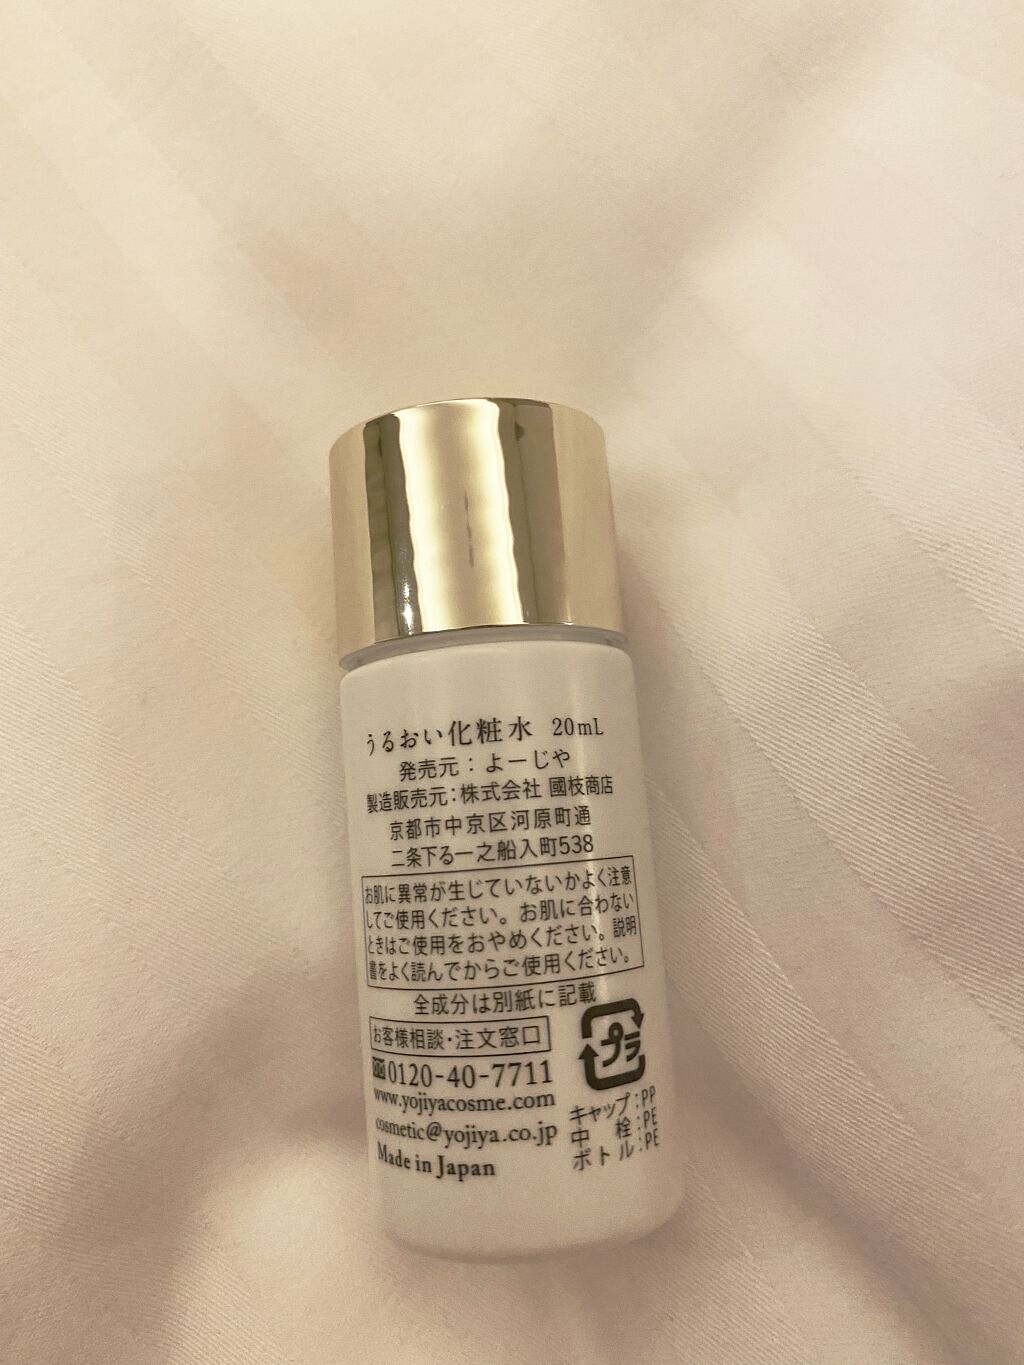 うるおい化粧水 20mL
発売元：よーじや
製造販売元：株式会社 國枝商店
京都市中京区河原町通
二条下る一之船入町538
お肌に異常が生じていないかよく注意
してご使用ください。お肌に合わない
ときはご使用をおやめください。説明
書をよく読んでからご使用ください。
全成分は別紙に記載
お客様相談・注文窓口
0120-40-7711
www.yojiyacosme.com
cosmetic@yojiya.co.jp
Made in Japan
プラ
キャップ：PP
中栓：PE
ボトル：PE